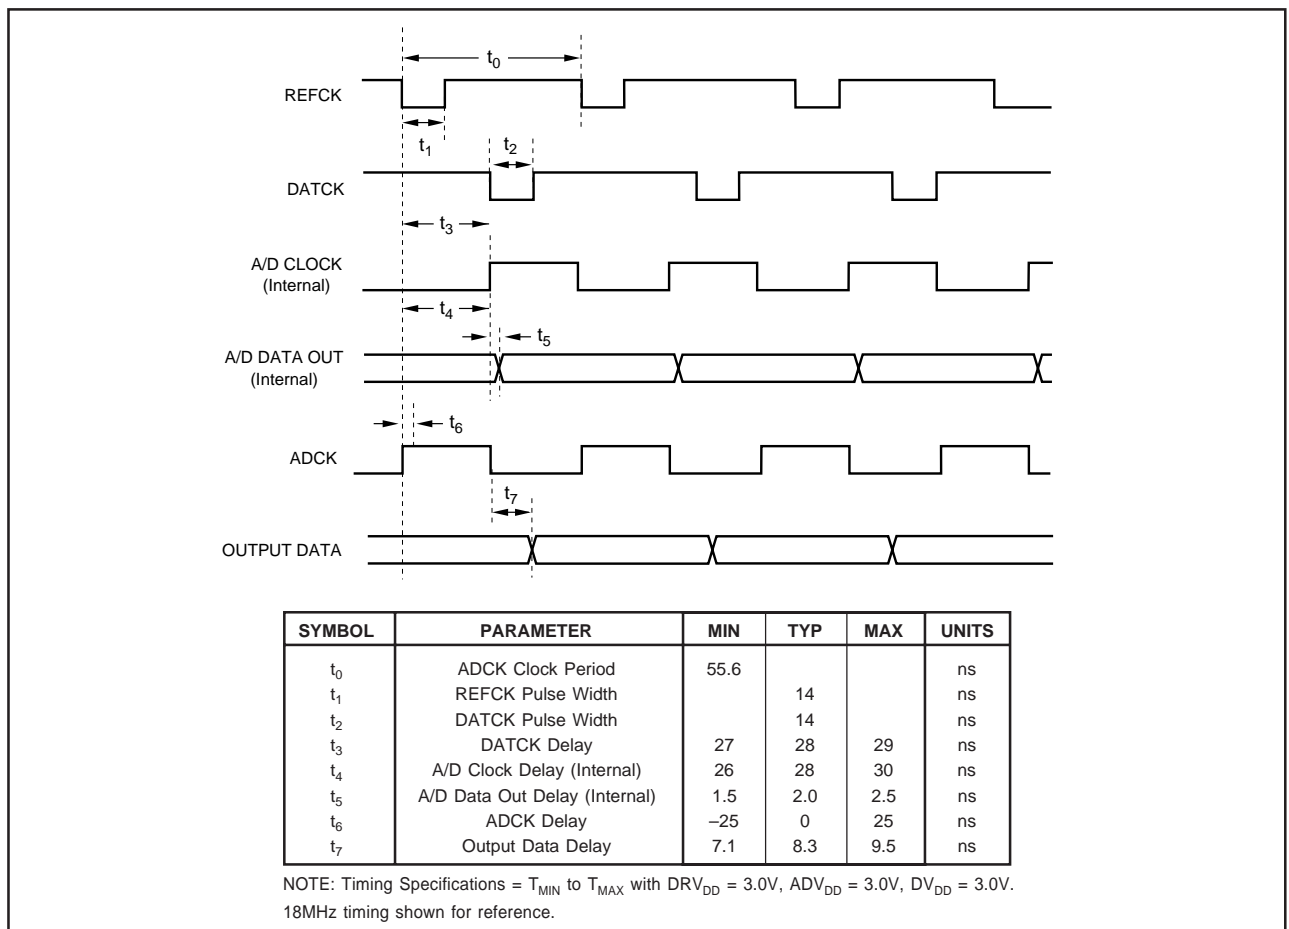 t0
REFCK
t1
t2
DATCK
t3
A/D CLOCK
(Internal)
t4
t5
A/D DATA OUT
(Internal)
t6
ADCK
t7
OUTPUT DATA
SYMBOL PARAMETER MIN TYP MAX UNITS
t0 ADCK Clock Period 55.6 ns
t1 REFCK Pulse Width 14 ns
t2 DATCK Pulse Width 14 ns
t3 DATCK Delay 27 28 29 ns
t4 A/D Clock Delay (Internal) 26 28 30 ns
t5 A/D Data Out Delay (Internal) 1.5 2.0 2.5 ns
t6 ADCK Delay –25 0 25 ns
t7 Output Data Delay 7.1 8.3 9.5 ns
NOTE: Timing Specifications = TMIN to TMAX with DRVDD = 3.0V, ADVDD = 3.0V, DVDD = 3.0V.
18MHz timing shown for reference.